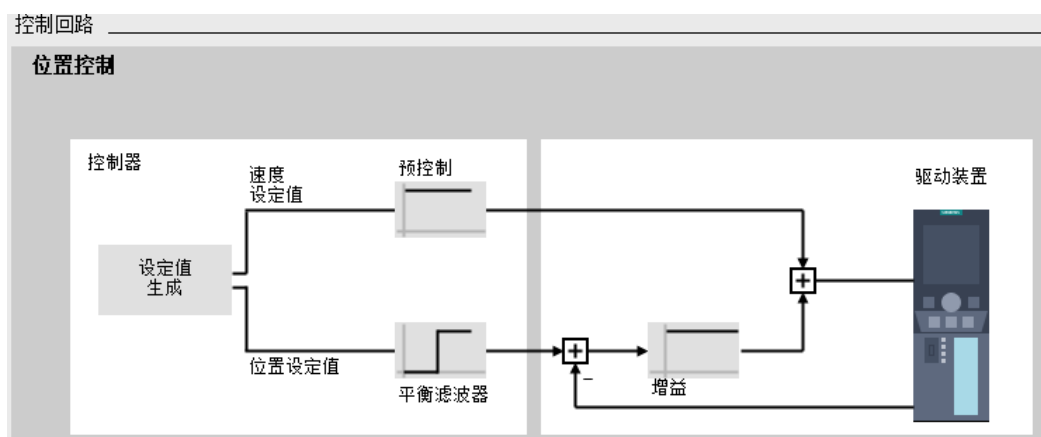 控制回路
位置控制
控制器
速度
设定值
预控制
驱动装置
设定值
生成
+
+
−
位置设定值
平衡滤波器
增益